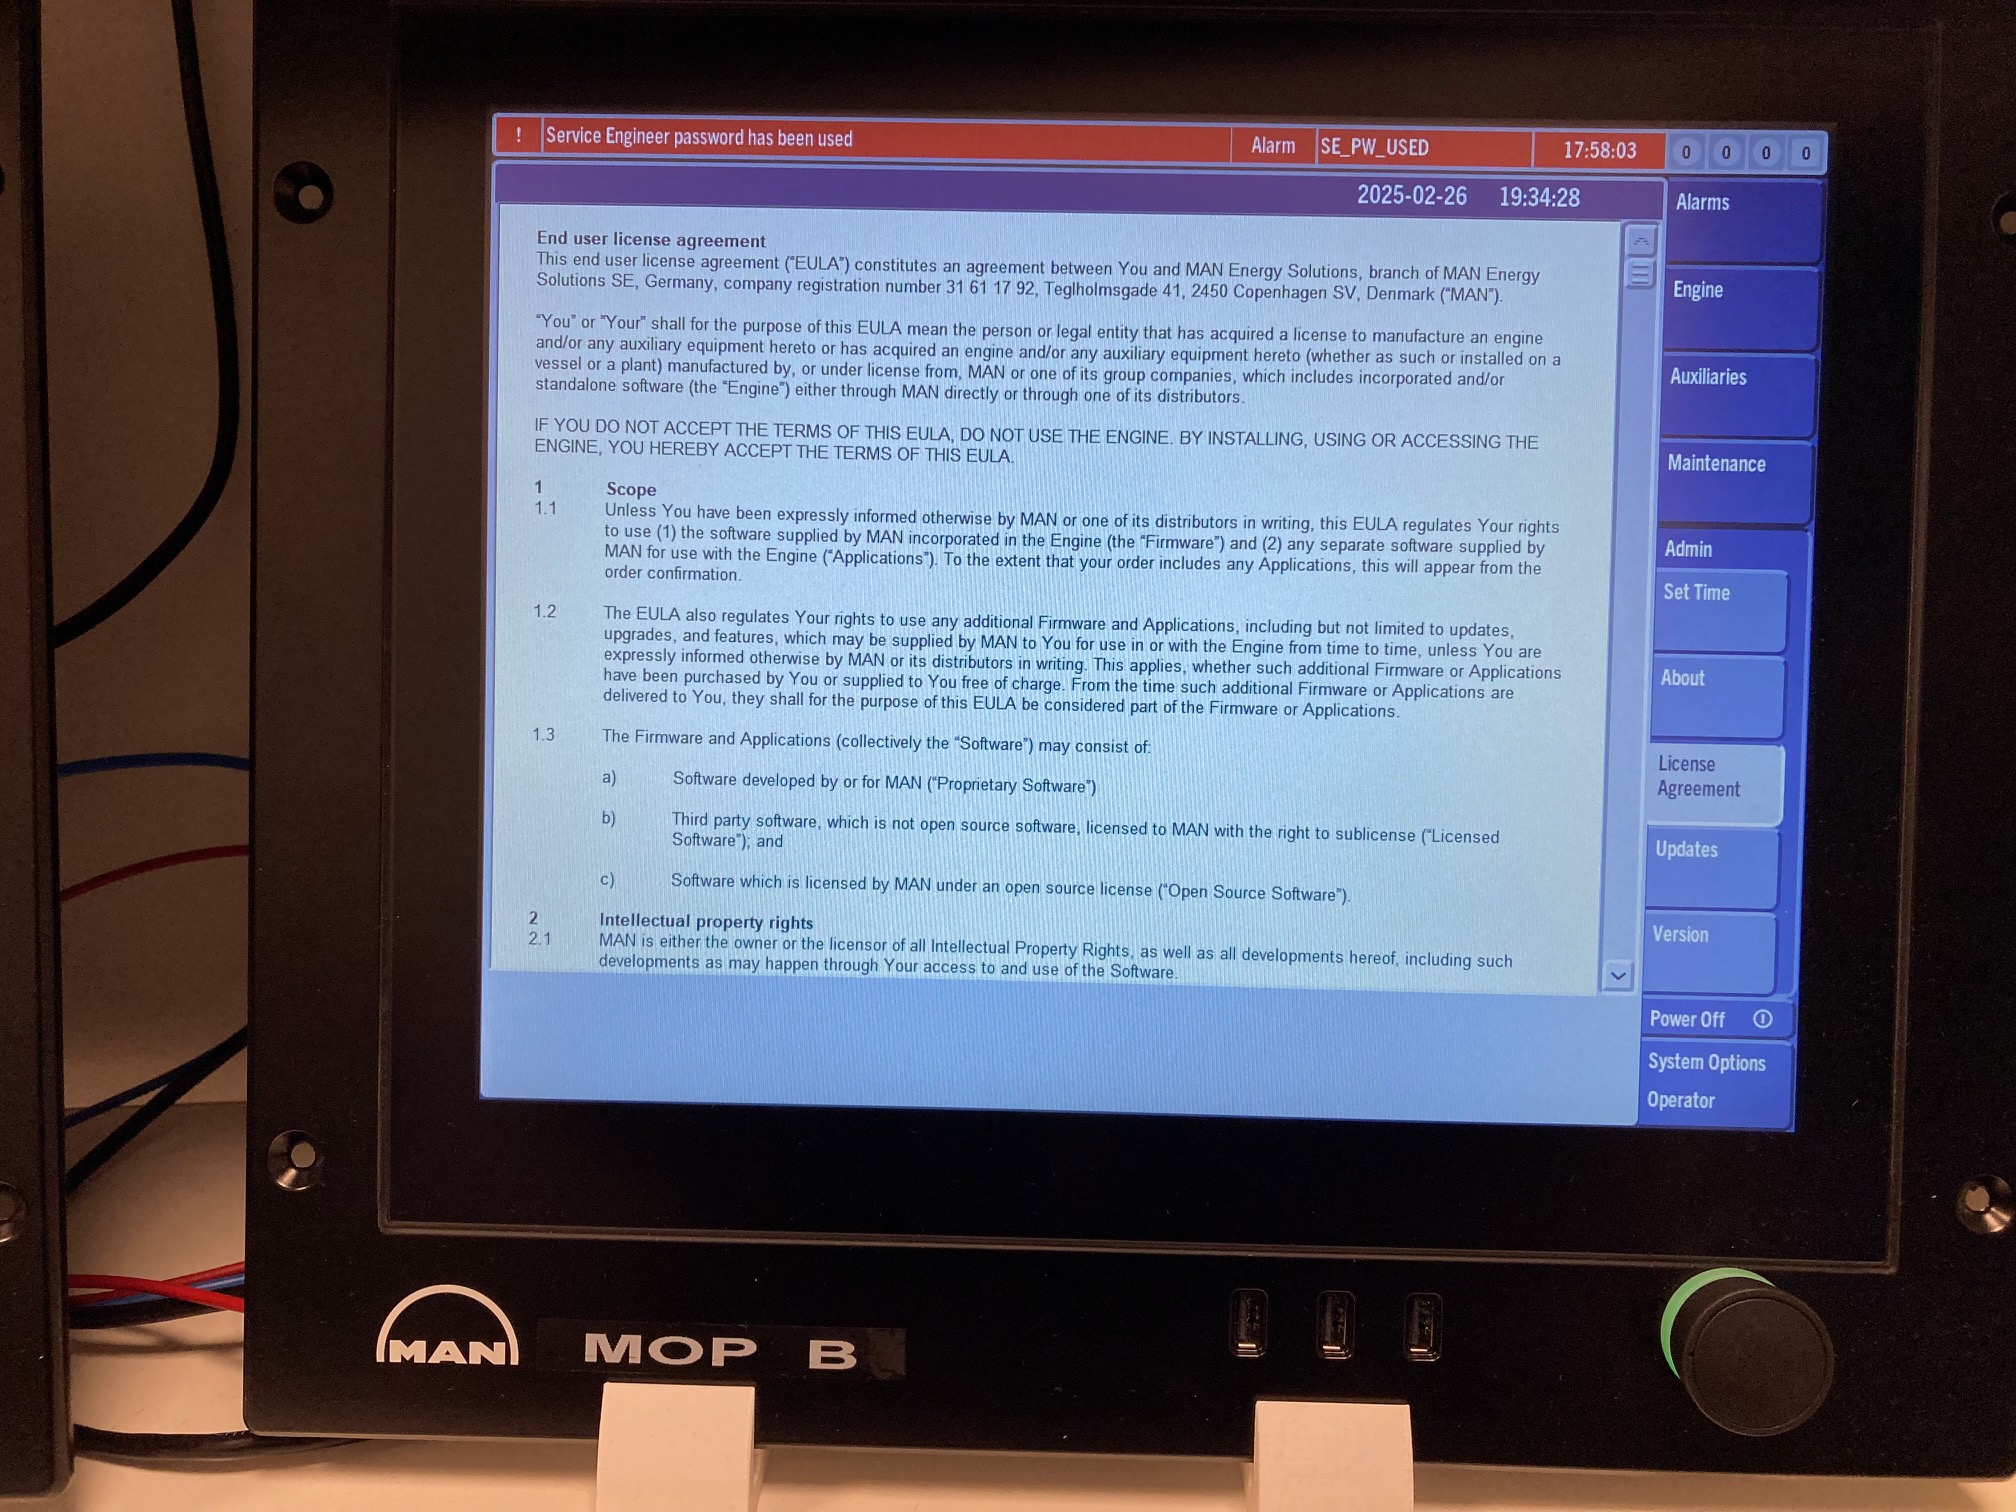 ! Service Engineer password has been used Alarm SE_PW_USED 17:58:03 0 0 0 0
2025-02-26 19:34:28
End user license agreement
This end user license agreement ("EULA") constitutes an agreement between You and MAN Energy Solutions, branch of MAN Energy
Solutions SE, Germany, company registration number 31 61 17 92, Teglholmsgade 41, 2450 Copenhagen SV, Denmark ("MAN").
"You" or "Your" shall for the purpose of this EULA mean the person or legal entity that has acquired a license to manufacture an engine
and/or any auxiliary equipment hereto or has acquired an engine and/or any auxiliary equipment hereto (whether as such or installed on a
vessel or a plant) manufactured by, or under license from, MAN or one of its group companies, which includes incorporated and/or
standalone software (the "Engine") either through MAN directly or through one of its distributors.
IF YOU DO NOT ACCEPT THE TERMS OF THIS EULA, DO NOT USE THE ENGINE. BY INSTALLING, USING OR ACCESSING THE
ENGINE, YOU HEREBY ACCEPT THE TERMS OF THIS EULA.
1 Scope
1.1 Unless You have been expressly informed otherwise by MAN or one of its distributors in writing, this EULA regulates Your rights
to use (1) the software supplied by MAN incorporated in the Engine (the "Firmware") and (2) any separate software supplied by
MAN for use with the Engine ("Applications"). To the extent that your order includes any Applications, this will appear from the
order confirmation.
1.2 The EULA also regulates Your rights to use any additional Firmware and Applications, including but not limited to updates,
upgrades, and features, which may be supplied by MAN to You for use in or with the Engine from time to time, unless You are
expressly informed otherwise by MAN or its distributors in writing. This applies, whether such additional Firmware or Applications
have been purchased by You or supplied to You free of charge. From the time such additional Firmware or Applications are
delivered to You, they shall for the purpose of this EULA be considered part of the Firmware or Applications.
1.3 The Firmware and Applications (collectively the "Software") may consist of:
a) Software developed by or for MAN ("Proprietary Software")
b) Third party software, which is not open source software, licensed to MAN with the right to sublicense ("Licensed
Software"); and
c) Software which is licensed by MAN under an open source license ("Open Source Software").
2 Intellectual property rights
2.1 MAN is either the owner or the licensor of all Intellectual Property Rights, as well as all developments hereof, including such
developments as may happen through Your access to and use of the Software.
Alarms
Engine
Auxiliaries
Maintenance
Admin
Set Time
About
License
Agreement
Updates
Version
Power Off
System Options
Operator
MAN MOP B